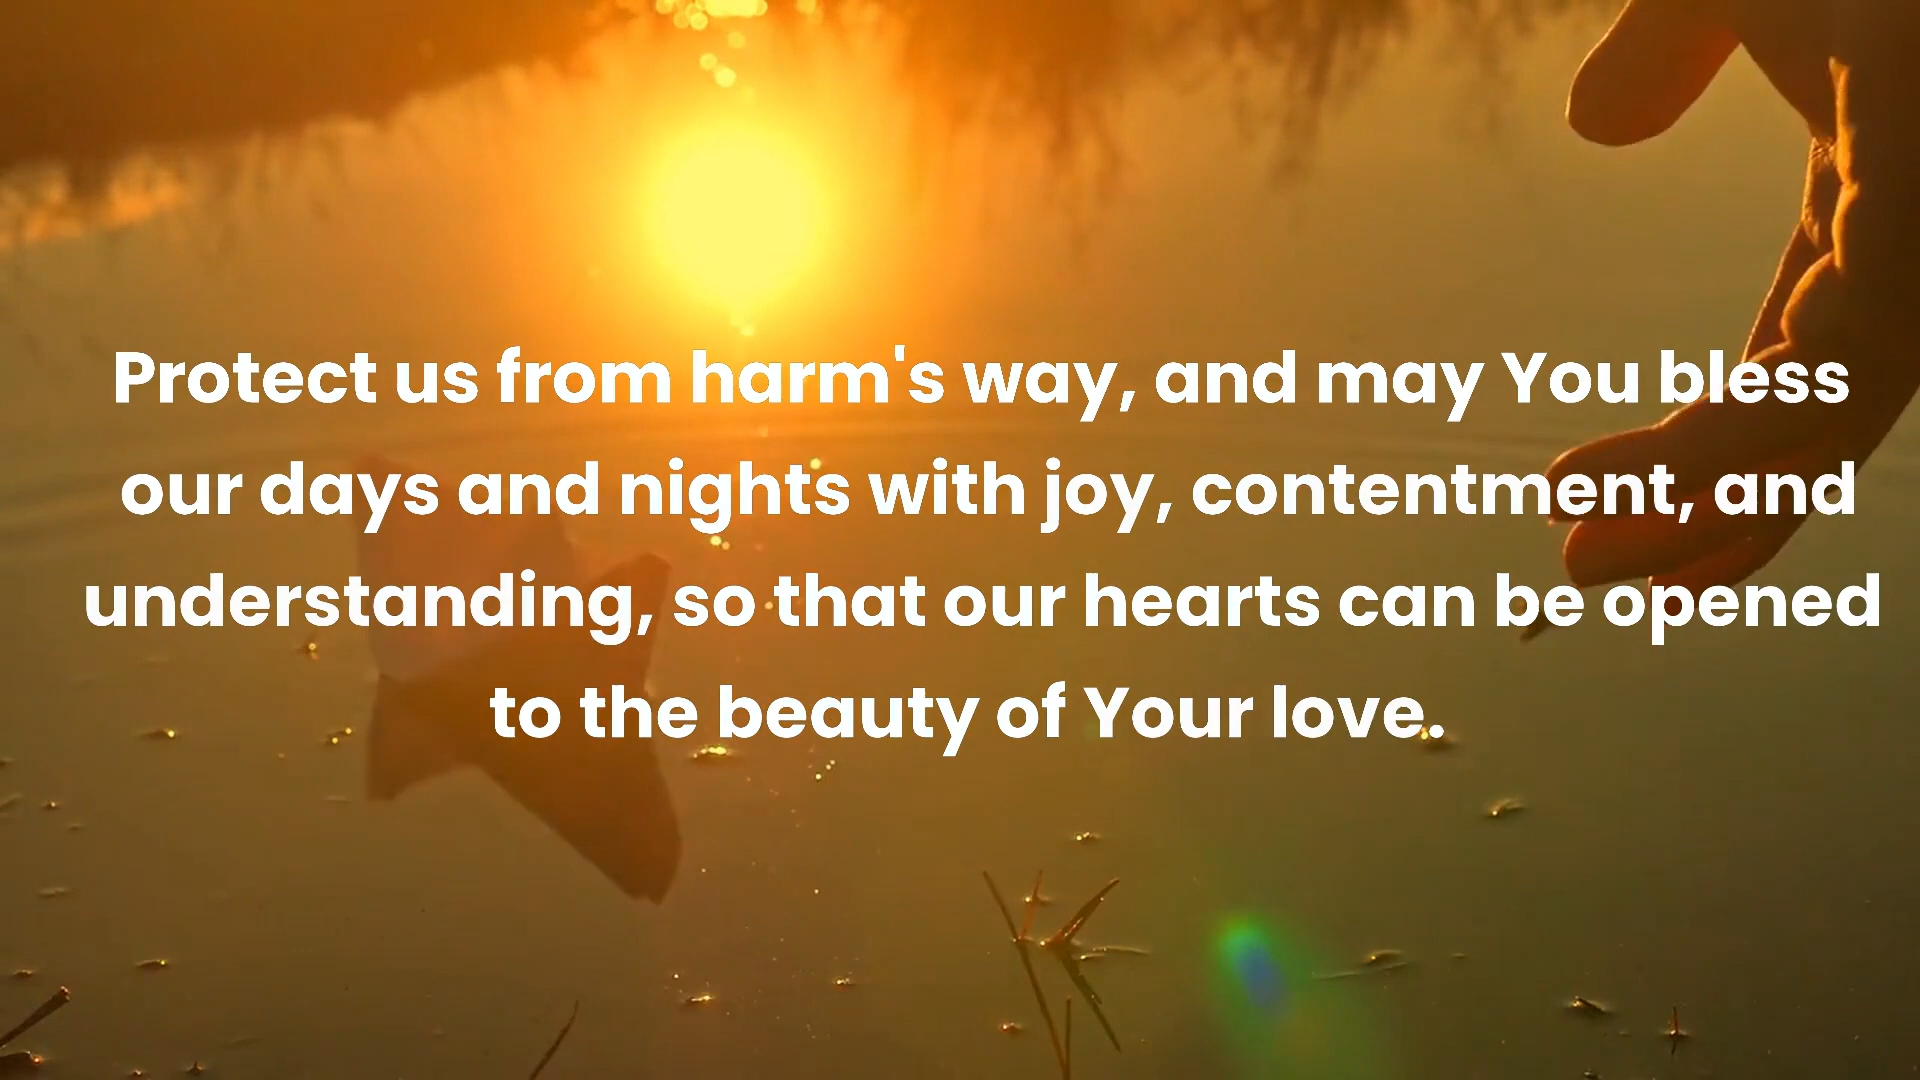 Protect us from harm's way, and may You bless
our days and nights with joy, contentment, and
understanding, so that our hearts can be opened
to the beauty of Your love.